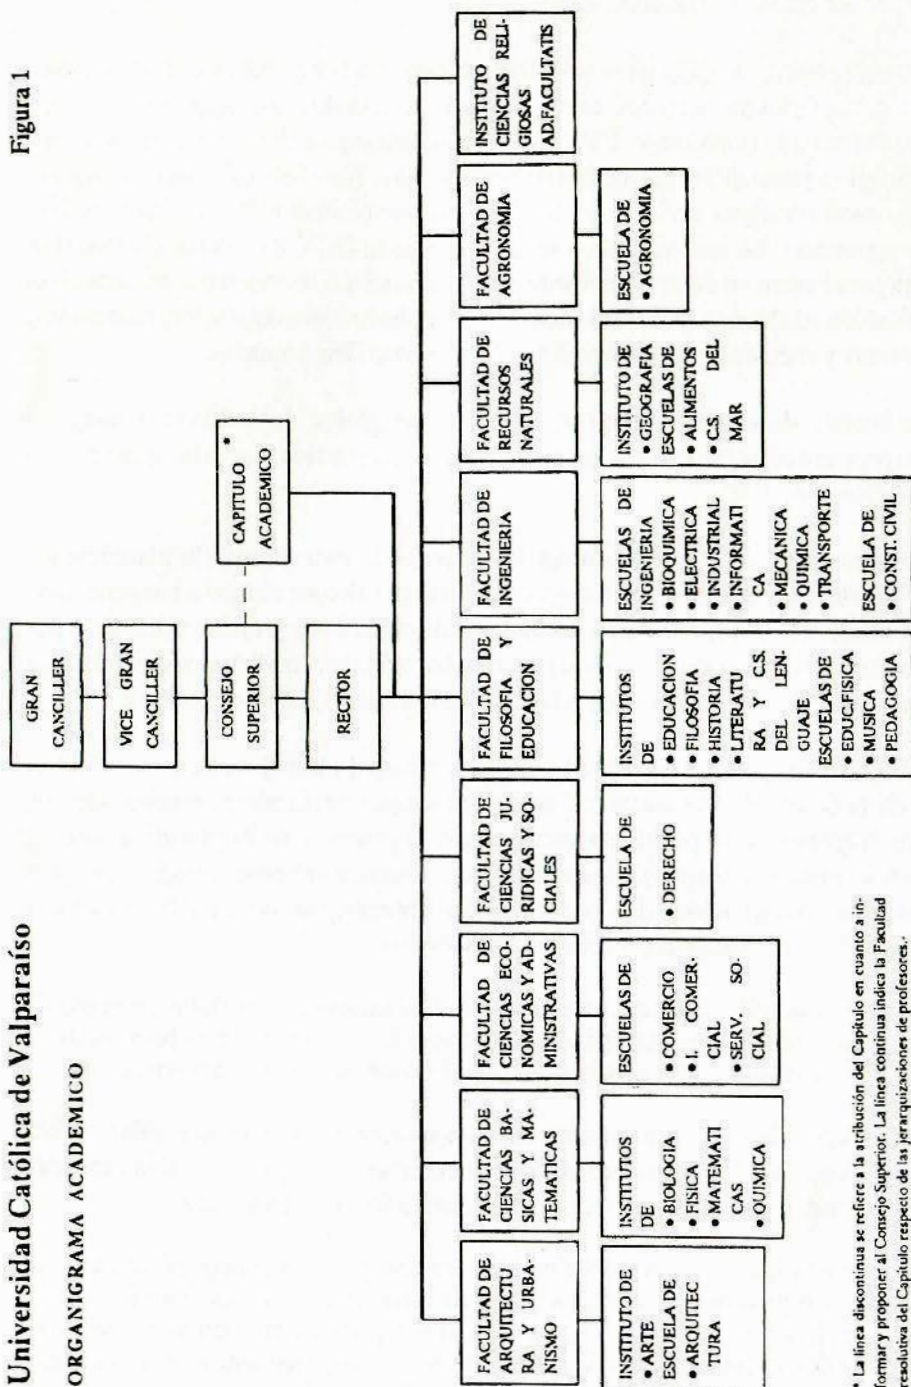 Figura 1
Universidad Católica de Valparaíso
ORGANIGRAMA ACADEMICO
GRAN
CANCILLER
VICE GRAN
CANCILLER
CONSEJO
SUPERIOR
CAPITULO *
ACADEMICO
RECTOR
FACULTAD DE
ARQUITECTU
RA Y URBA-
NISMO
FACULTAD DE
CIENCIAS BA-
SICAS Y MA-
TEMATICAS
FACULTAD DE
CIENCIAS ECO-
NOMICAS Y AD-
MINISTRATIVAS
FACULTAD DE
CIENCIAS JU-
RIDICAS Y SO-
CIALES
FACULTAD DE
FILOSOFIA Y
EDUCACION
FACULTAD DE
INGENIERIA
FACULTAD DE
RECURSOS
NATURALES
FACULTAD DE
AGRONOMIA
INSTITUTO DE
CIENCIAS RELI-
GIOSAS
AD.FACULTATIS
INSTITUTO DE
• ARTE
ESCUELA DE
• ARQUITEC
TURA
INSTITUTOS
DE
• BIOLOGIA
• FISICA
• MATEMATI
CAS
• QUIMICA
ESCUELAS DE
• COMERCIO
• I. COMER-
CIAL
• SERV. SO-
CIAL
ESCUELA DE
• DERECHO
INSTITUTOS
DE
• EDUCACION
• FILOSOFIA
• HISTORIA
• LITERATU
RA Y C.S.
DEL LEN-
GUAJE
ESCUELAS DE
• EDUC.FISICA
• MUSICA
• PEDAGOGIA
ESCUELAS DE
INGENIERIA
• BIOQUIMICA
• ELECTRICA
• INDUSTRIAL
• INFORMATI
CA
• MECANICA
• QUIMICA
• TRANSPORTE
ESCUELA DE
• CONST. CIVIL
INSTITUTO DE
• GEOGRAFIA
ESCUELAS DE
• ALIMENTOS
• C.S. DEL
MAR
ESCUELA DE
• AGRONOMIA
* La línea discontinua se refiere a la atribución del Capítulo en cuanto a in-
formar y proponer al Consejo Superior. La línea continua indica la Facultad
resolutiva del Capítulo respecto de las jerarquizaciones de profesores.